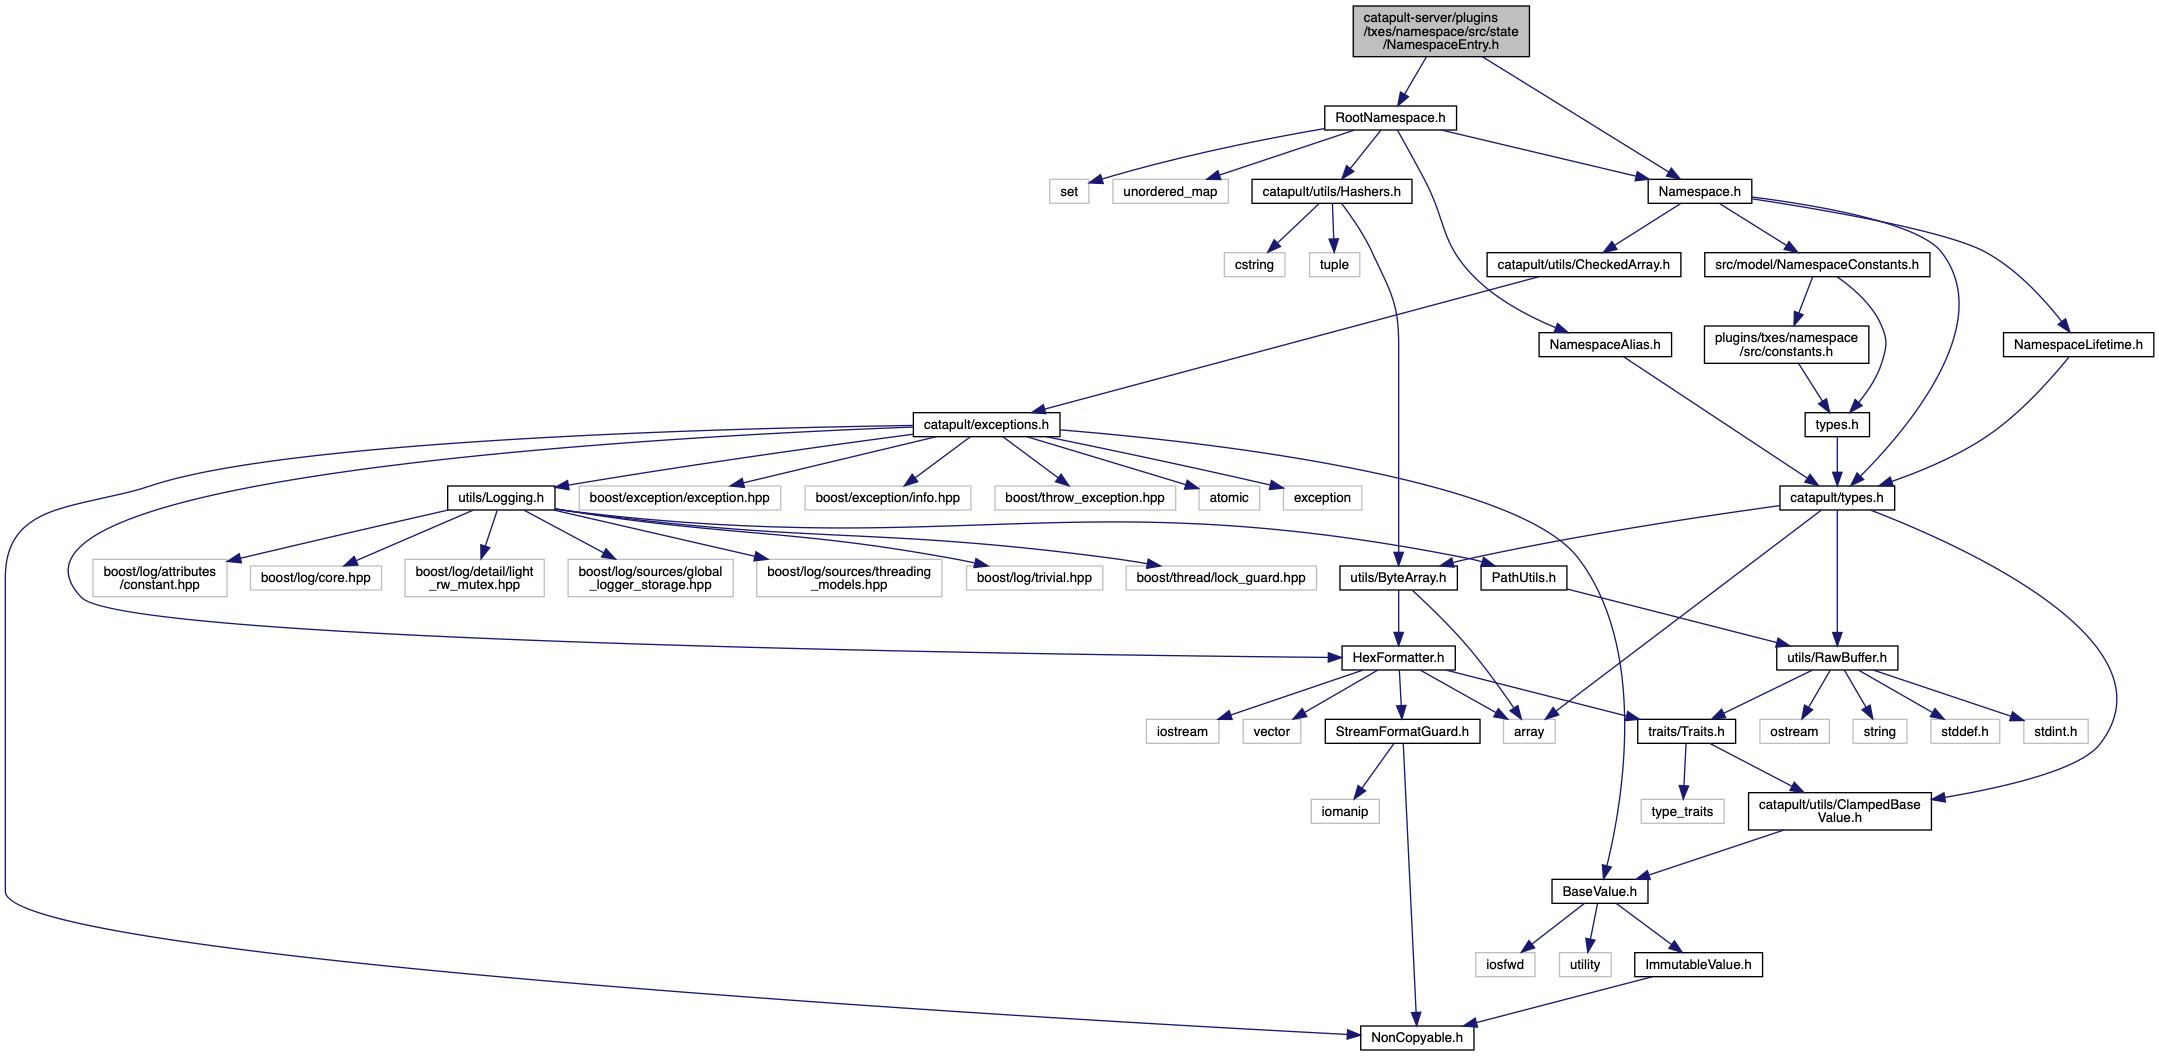 catapult-server/plugins
/txes/namespace/src/state
/NamespaceEntry.h
RootNamespace.h
set
unordered_map
catapult/utils/Hashers.h
Namespace.h
cstring
tuple
catapult/utils/CheckedArray.h
src/model/NamespaceConstants.h
NamespaceAlias.h
plugins/txes/namespace
/src/constants.h
NamespaceLifetime.h
catapult/exceptions.h
types.h
utils/Logging.h
boost/exception/exception.hpp
boost/exception/info.hpp
boost/throw_exception.hpp
atomic
exception
catapult/types.h
boost/log/attributes
/constant.hpp
boost/log/core.hpp
boost/log/detail/light
_rw_mutex.hpp
boost/log/sources/global
_logger_storage.hpp
boost/log/sources/threading
_models.hpp
boost/log/trivial.hpp
boost/thread/lock_guard.hpp
utils/ByteArray.h
PathUtils.h
HexFormatter.h
utils/RawBuffer.h
iostream
vector
StreamFormatGuard.h
array
traits/Traits.h
ostream
string
stddef.h
stdint.h
iomanip
type_traits
catapult/utils/ClampedBase
Value.h
BaseValue.h
iosfwd
utility
ImmutableValue.h
NonCopyable.h